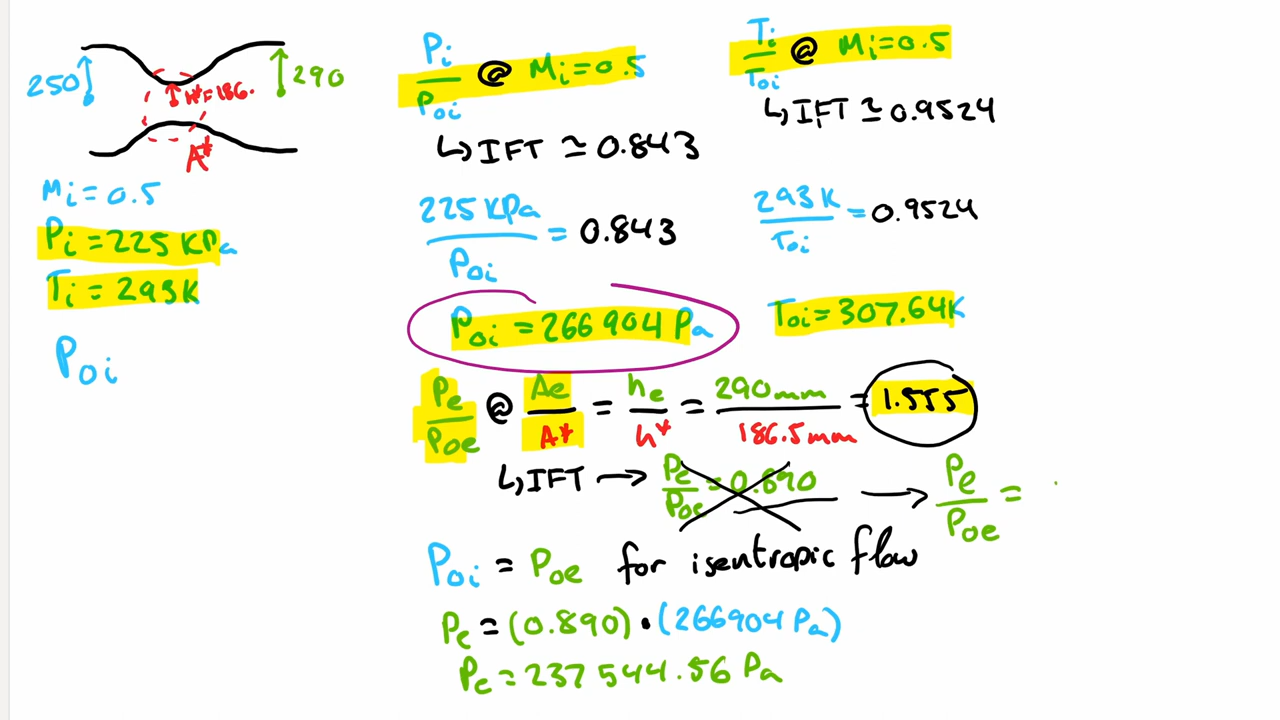 250
290
h*=186.
A*
Mi = 0.5
Pi = 225 KPa
Ti = 293K
Poi
Pi/Poi @ Mi=0.5
↳ IFT ≃ 0.843
225 KPa/Poi = 0.843
Poi = 266 904 Pa
Ti/Toi @ Mi=0.5
↳ IFT ≃ 0.9524
293 K/Toi = 0.9524
Toi = 307.64K
Pe/Poe @ Ae/A* = he/h* = 290mm/186.5mm = 1.555
↳ IFT → Pe/Poe = 0.890 → Pe/Poe =
Poi = Poe for isentropic flow
Pe = (0.890) • (266904 Pa)
Pe = 237 544.56 Pa